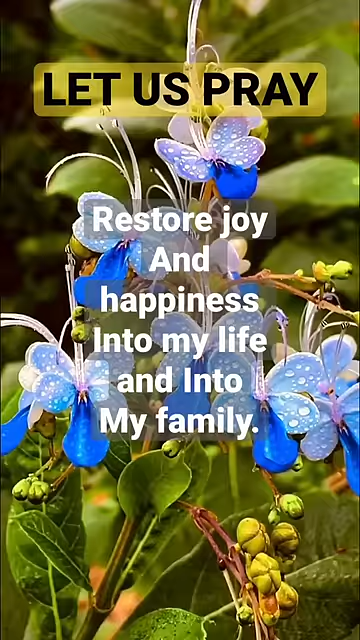 LET US PRAY
Restore joy
And
happiness
Into my life
and Into
My family.